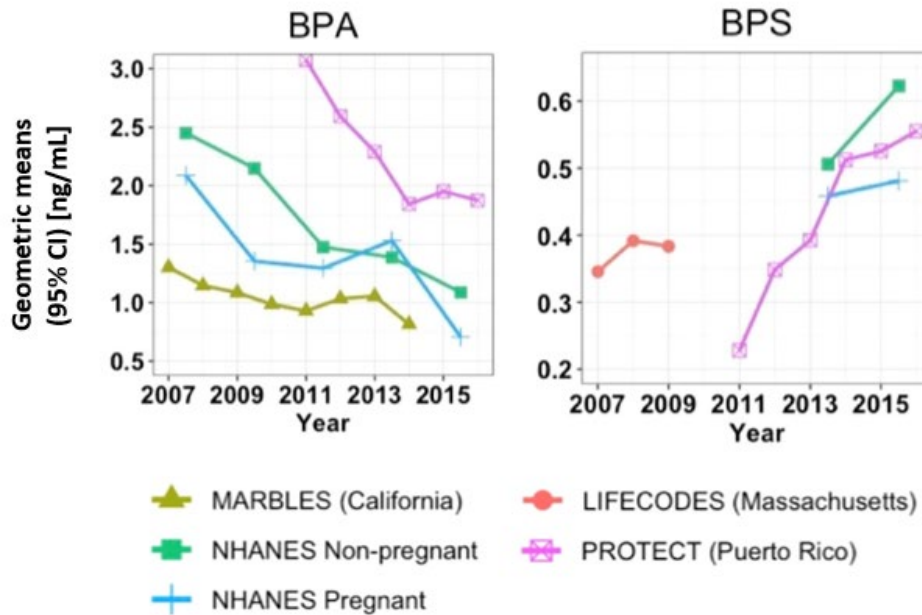 BPA
BPS
Geometric means
(95% CI) [ng/mL]
3.0
2.5
2.0
1.5
1.0
0.5
2007 2009 2011 2013 2015
Year
0.6
0.5
0.4
0.3
0.2
2007 2009 2011 2013 2015
Year
MARBLES (California)
LIFECODES (Massachusetts)
NHANES Non-pregnant
PROTECT (Puerto Rico)
NHANES Pregnant